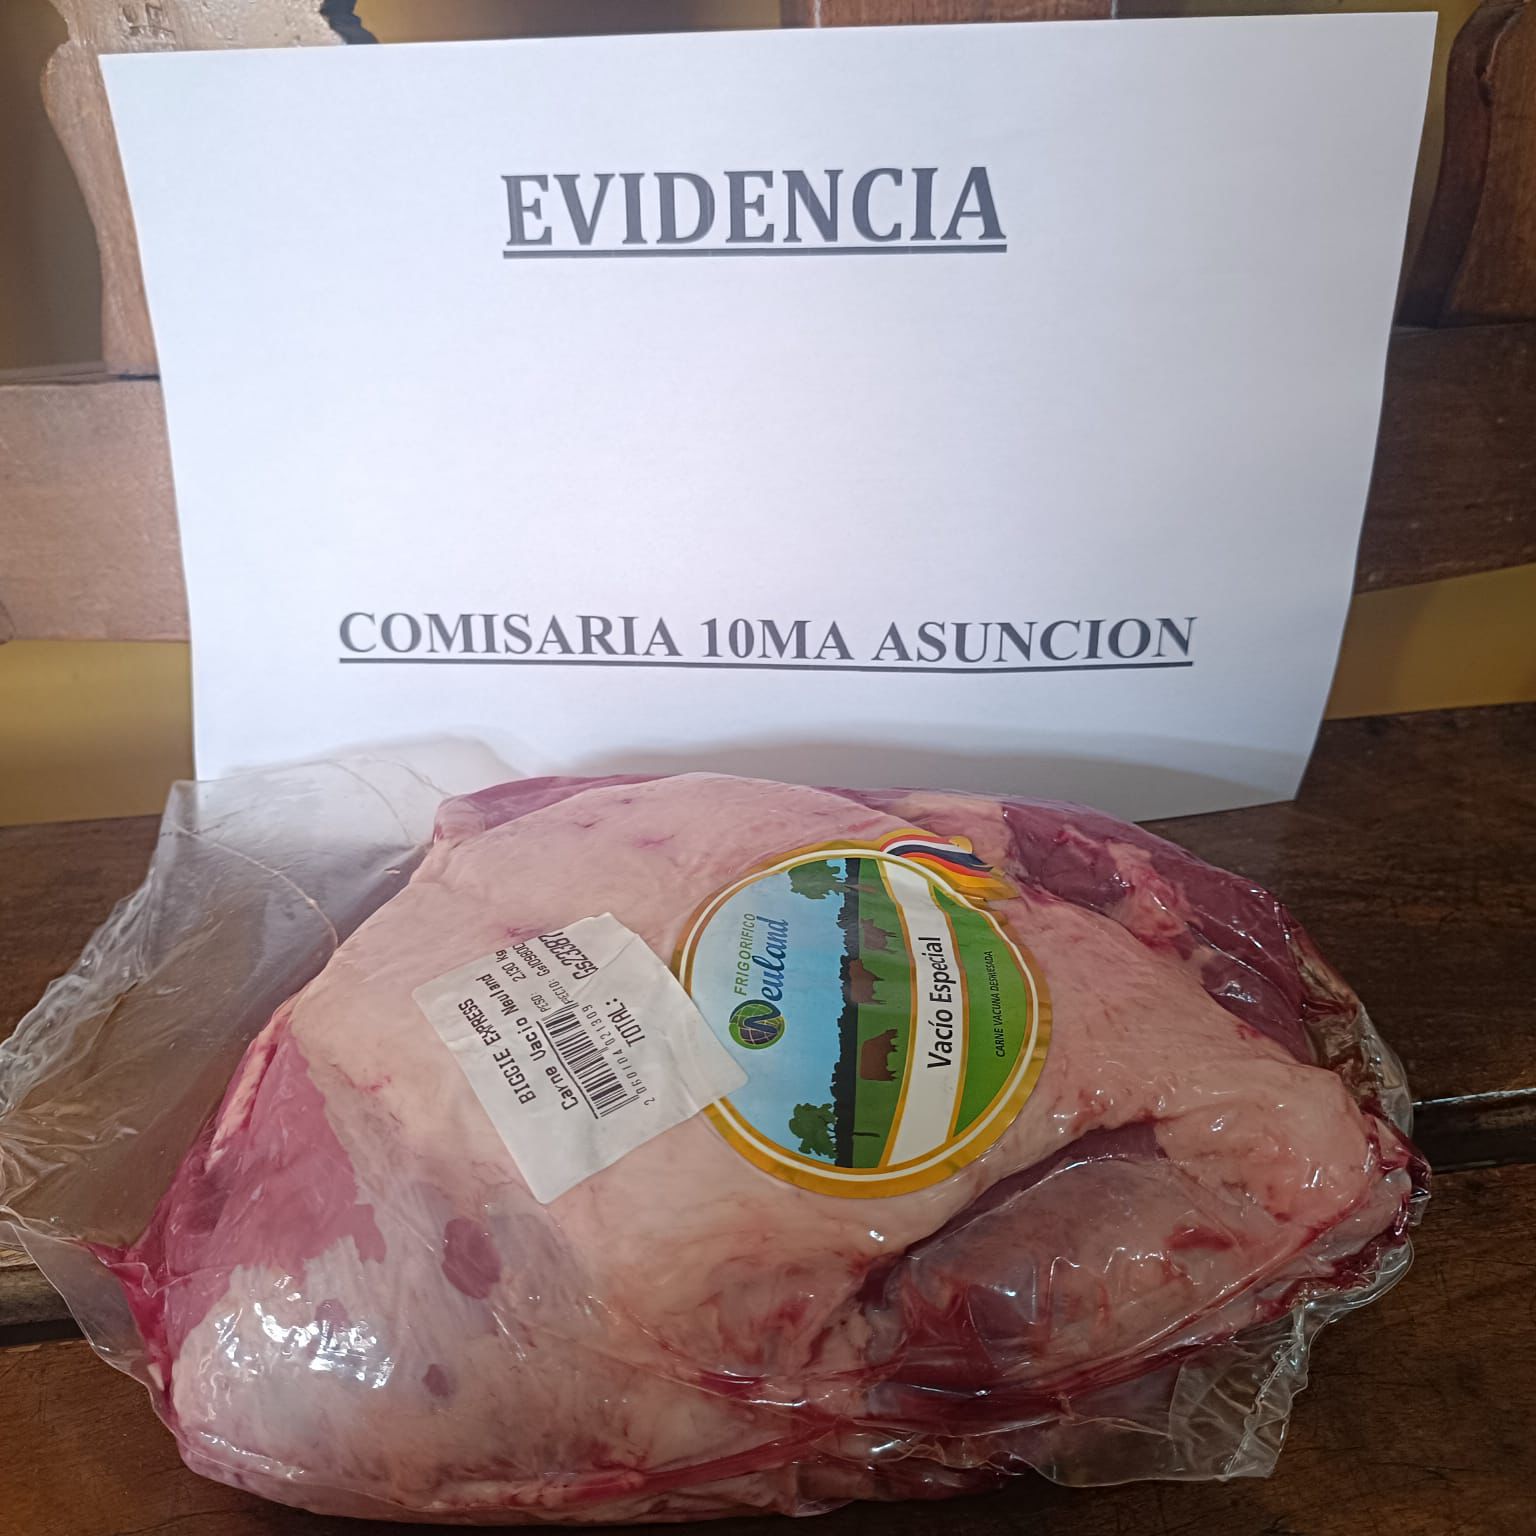 EVIDENCIA
COMISARIA 10MA ASUNCION
BIGGIE EXPRESS
Carne Vacio Neuland
PESO: 2,130 Kg
TOTAL:
FRIGORIFICO
Neuland
Vacío Especial
CARNE VACUNA DESHUESADA